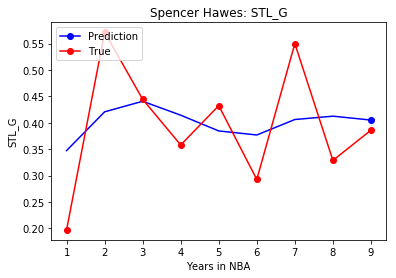 Spencer Hawes: STL_G
Prediction
True
STL_G
0.55
0.50
0.45
0.40
0.35
0.30
0.25
0.20
1 2 3 4 5 6 7 8 9
Years in NBA